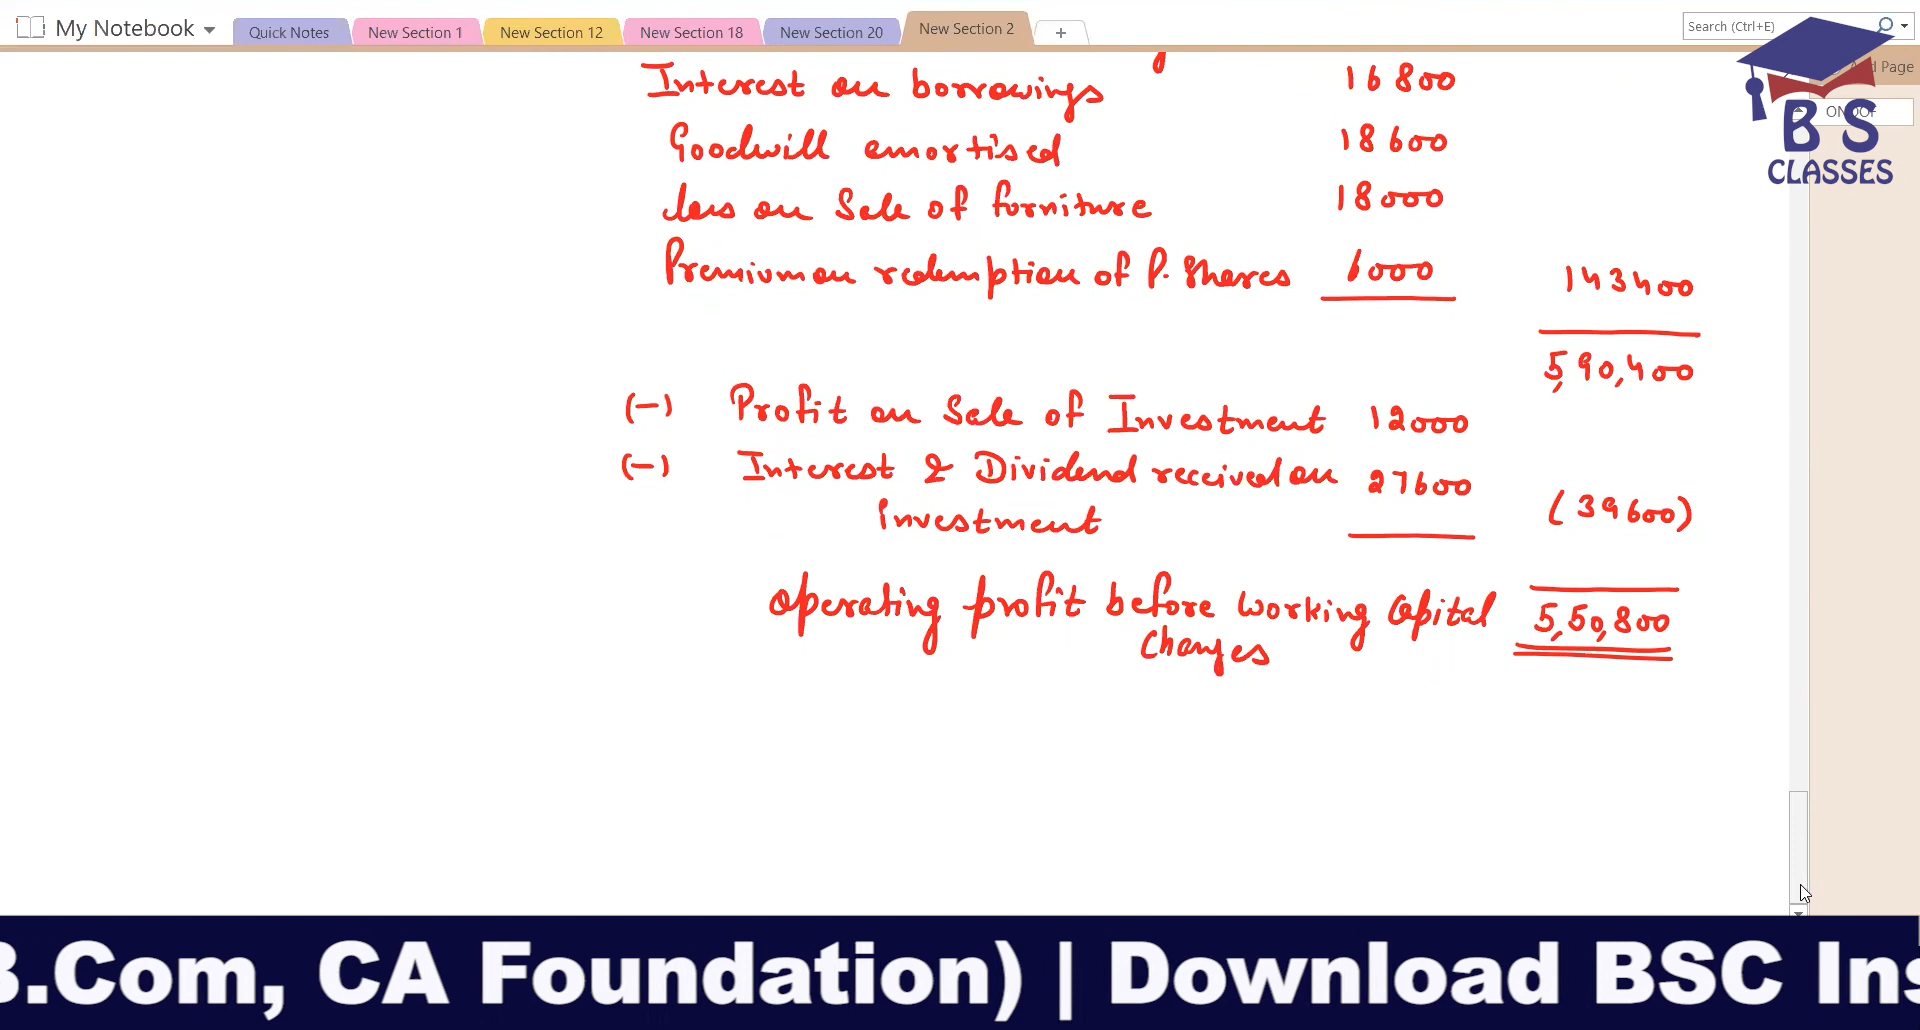 My Notebook
Quick Notes
New Section 1
New Section 12
New Section 18
New Section 20
New Section 2
+
Search (Ctrl+E)
Page
B S
CLASSES
Interest on borrowings 16800
Goodwill amortised 18600
Loss on Sale of furniture 18000
Premium on redemption of P. Shares 6000 143400
5,90,400
(-) Profit on Sale of Investment 12000
(-) Interest & Dividend received on 27600
Investment (39600)
Operating profit before working Capital 5,50,800
Changes
B.Com, CA Foundation) | Download BSC Ins